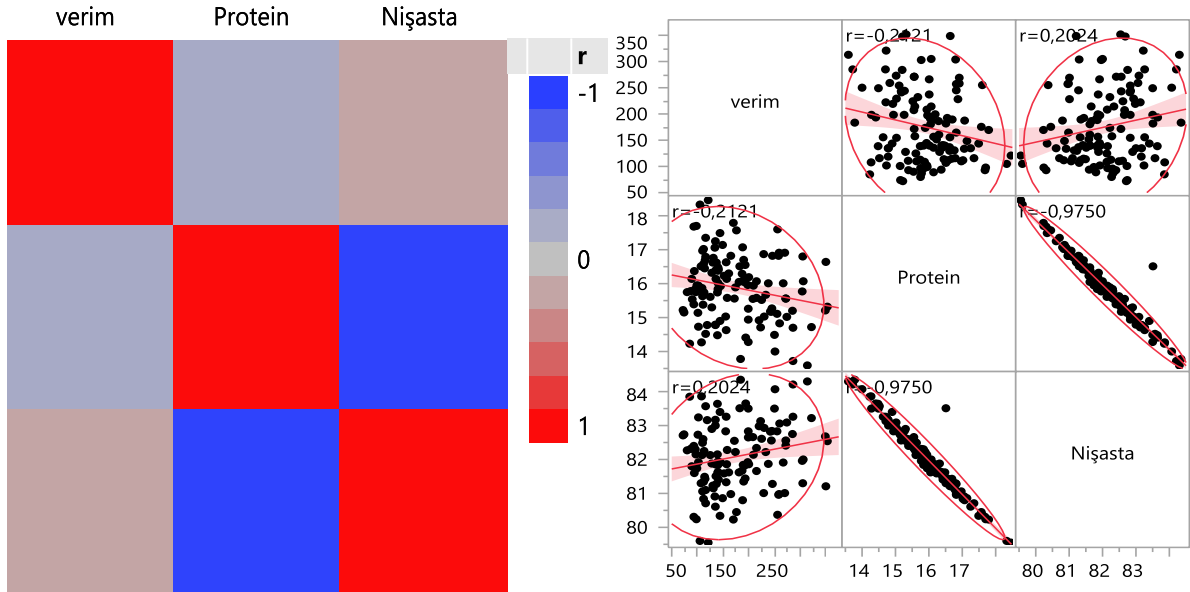 verim Protein Nişasta
r
-1
0
1
350
300
250
200
150
100
50
verim
r=-0,2121
r=0,2024
18
17
16
15
14
r=-0,2121
Protein
r=-0,9750
84
83
82
81
80
r=0,2024
r=-0,9750
Nişasta
50 150 250
14 15 16 17
80 81 82 83